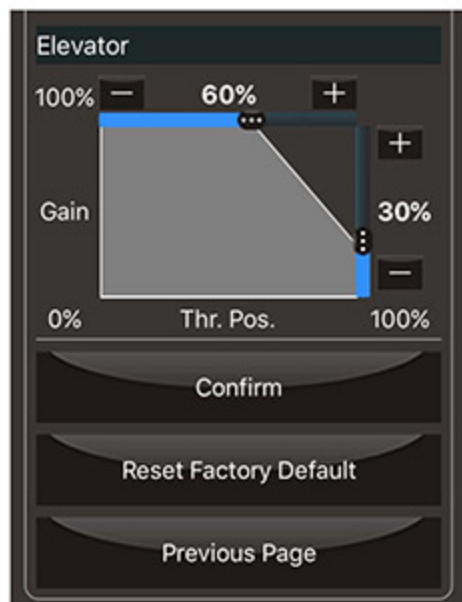 Elevator
100% − 60% +
+
Gain 30%
−
0% Thr. Pos. 100%
Confirm
Reset Factory Default
Previous Page